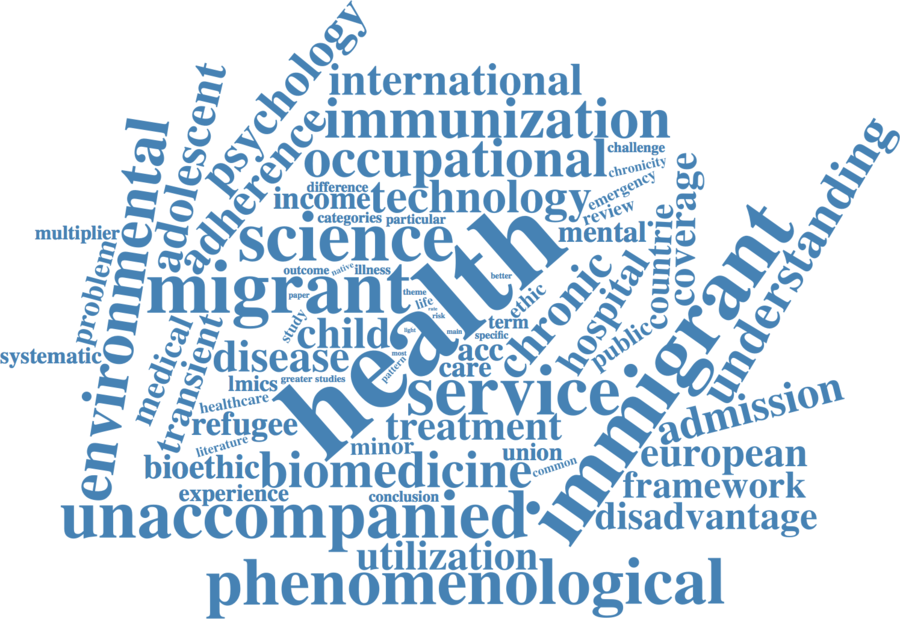 psychology
international
adolescent
immunization
adherence
environmental
occupational
challenge
chronicity
difference
income
technology
emergency
review
coverage
understanding
categories
particular
multiplier
science
mental
countrie
problem
outcome
native
illness
better
health
migrant
paper
theme
life
ethic
chronic
hospital
immigrant
study
child
light
risk
main
term
specific
public
systematic
medical
transient
disease
most
pattern
acc
care
lmics
greater studies
service
healthcare
admission
refugee
treatment
literature
minor
union
european
bioethic
biomedicine
common
experience
conclusion
framework
unaccompanied
disadvantage
utilization
phenomenological